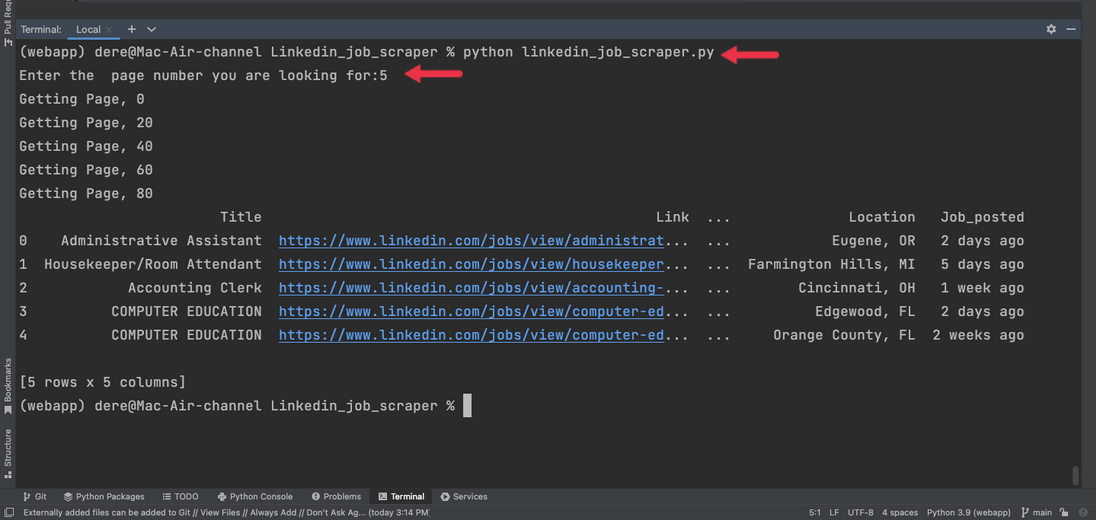 Pull Requ
Terminal: Local × + 
(webapp) dere@Mac-Air-channel Linkedin_job_scraper % python linkedin_job_scraper.py
Enter the  page number you are looking for:5
Getting Page, 0
Getting Page, 20
Getting Page, 40
Getting Page, 60
Getting Page, 80
Title Link ... Location Job_posted
0 Administrative Assistant https://www.linkedin.com/jobs/view/administrat... ... Eugene, OR 2 days ago
1 Housekeeper/Room Attendant https://www.linkedin.com/jobs/view/housekeeper... ... Farmington Hills, MI 5 days ago
2 Accounting Clerk https://www.linkedin.com/jobs/view/accounting-... ... Cincinnati, OH 1 week ago
3 COMPUTER EDUCATION https://www.linkedin.com/jobs/view/computer-ed... ... Edgewood, FL 2 days ago
4 COMPUTER EDUCATION https://www.linkedin.com/jobs/view/computer-ed... ... Orange County, FL 2 weeks ago
[5 rows x 5 columns]
(webapp) dere@Mac-Air-channel Linkedin_job_scraper %
Bookmarks
Structure
Git Python Packages TODO Python Console Problems Terminal Services
Externally added files can be added to Git // View Files // Always Add // Don't Ask Ag... (today 3:14 PM) 5:1 LF UTF-8 4 spaces Python 3.9 (webapp) main